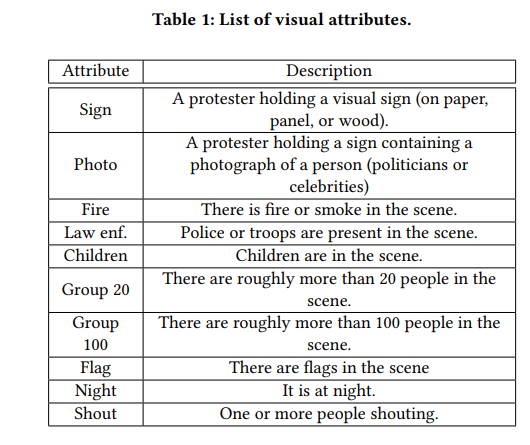 Table 1: List of visual attributes.
Attribute Description
Sign A protester holding a visual sign (on paper,
panel, or wood).
Photo A protester holding a sign containing a
photograph of a person (politicians or
celebrities)
Fire There is fire or smoke in the scene.
Law enf. Police or troops are present in the scene.
Children Children are in the scene.
Group 20 There are roughly more than 20 people in the
scene.
Group There are roughly more than 100 people in the
100 scene.
Flag There are flags in the scene
Night It is at night.
Shout One or more people shouting.